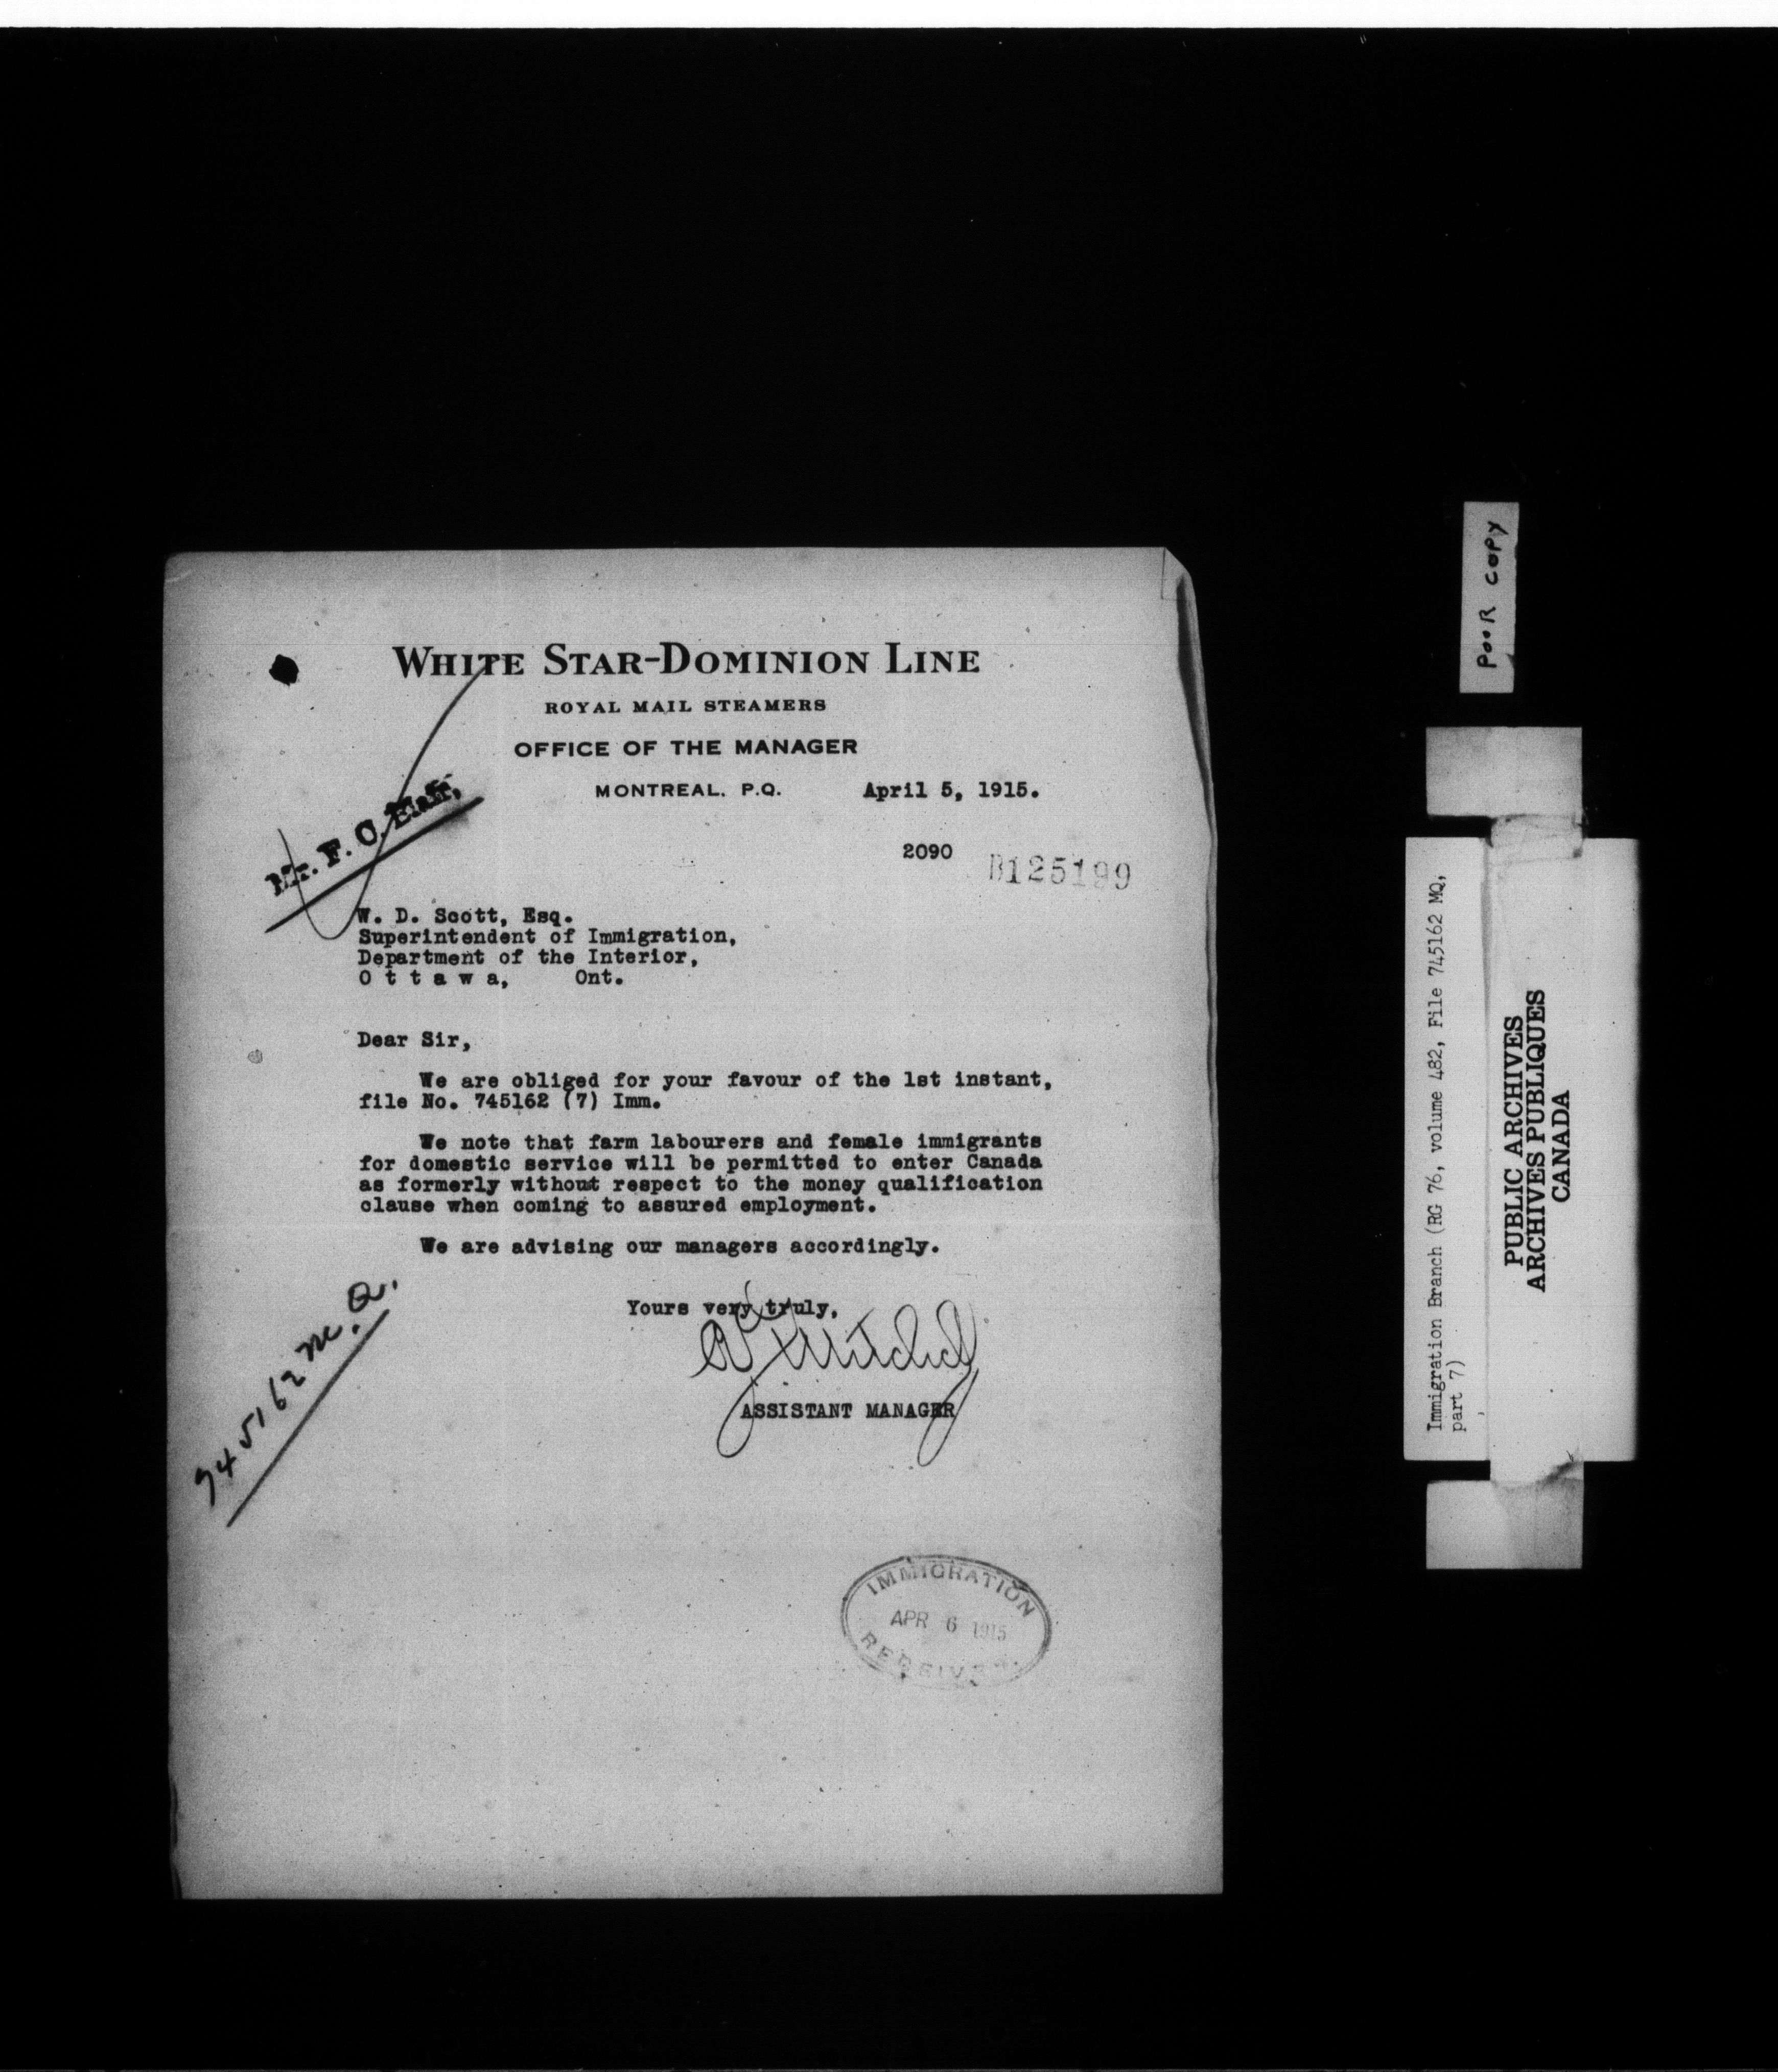 WHITE STAR-DOMINION LINE
ROYAL MAIL STEAMERS
OFFICE OF THE MANAGER
MONTREAL. P.Q. April 5, 1915.
Mr. F. C. Blair,
2090
B125199
W. D. Scott, Esq.
Superintendent of Immigration,
Department of the Interior,
O t t a w a, Ont.
Dear Sir,
We are obliged for your favour of the 1st instant,
file No. 745162 (7) Imm.
We note that farm labourers and female immigrants
for domestic service will be permitted to enter Canada
as formerly without respect to the money qualification
clause when coming to assured employment.
We are advising our managers accordingly.
Yours very truly,
Mitchell
ASSISTANT MANAGER
745162 M.Q.
IMMIGRATION
APR 6 1915
RECEIVED.
POOR COPY
Immigration Branch (RG 76, volume 482, File 745162 MQ,
part 7)
PUBLIC ARCHIVES
ARCHIVES PUBLIQUES
CANADA